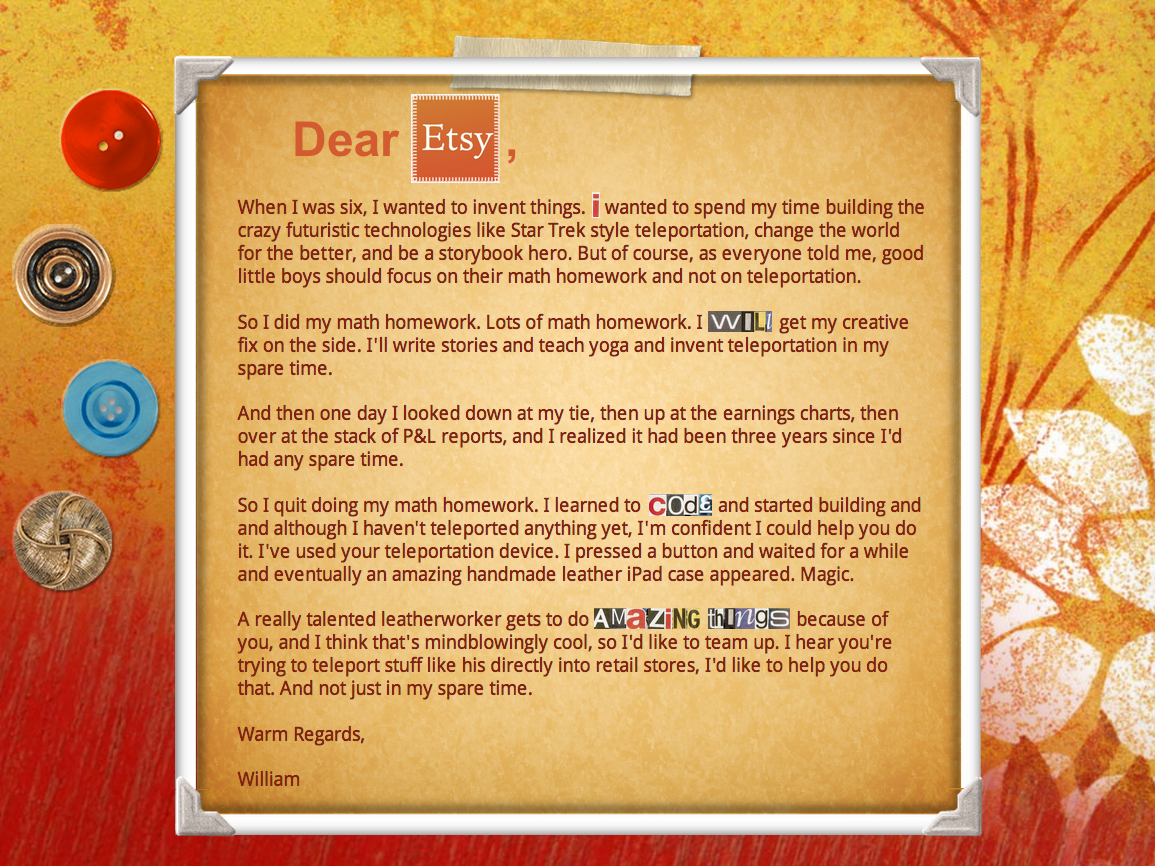 Dear Etsy,
When I was six, I wanted to invent things. i wanted to spend my time building the
crazy futuristic technologies like Star Trek style teleportation, change the world
for the better, and be a storybook hero. But of course, as everyone told me, good
little boys should focus on their math homework and not on teleportation.
So I did my math homework. Lots of math homework. I WILl get my creative
fix on the side. I'll write stories and teach yoga and invent teleportation in my
spare time.
And then one day I looked down at my tie, then up at the earnings charts, then
over at the stack of P&L reports, and I realized it had been three years since I'd
had any spare time.
So I quit doing my math homework. I learned to cOde and started building and
and although I haven't teleported anything yet, I'm confident I could help you do
it. I've used your teleportation device. I pressed a button and waited for a while
and eventually an amazing handmade leather iPad case appeared. Magic.
A really talented leatherworker gets to do AMaZiNG thIngS because of
you, and I think that's mindblowingly cool, so I'd like to team up. I hear you're
trying to teleport stuff like his directly into retail stores, I'd like to help you do
that. And not just in my spare time.
Warm Regards,
William